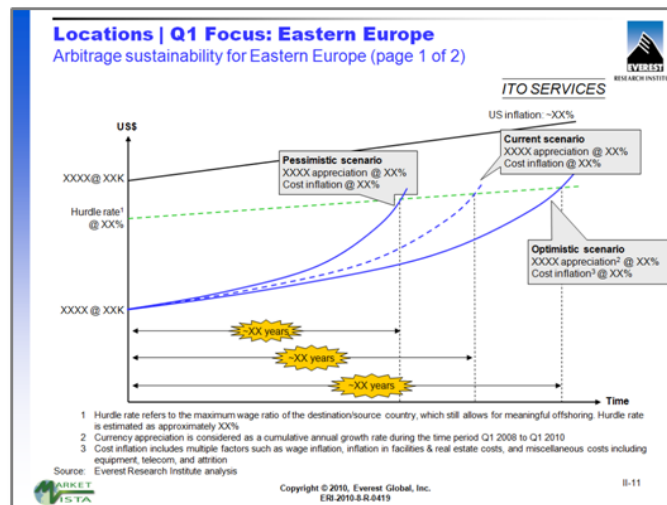 Locations | Q1 Focus: Eastern Europe
Arbitrage sustainability for Eastern Europe (page 1 of 2)
EVEREST
RESEARCH INSTITUTE
ITO SERVICES
US inflation: ~XX%
US$
Pessimistic scenario
XXXX appreciation @ XX%
Cost inflation @ XX%
Current scenario
XXXX appreciation @ XX%
Cost inflation @ XX%
XXXX@ XXK
Hurdle rate1
@ XX%
Optimistic scenario
XXXX appreciation2 @ XX%
Cost inflation3 @ XX%
XXXX @ XXK
~XX years
~XX years
~XX years
Time
1 Hurdle rate refers to the maximum wage ratio of the destination/source country, which still allows for meaningful offshoring. Hurdle rate
is estimated as approximately XX%
2 Currency appreciation is considered as a cumulative annual growth rate during the time period Q1 2008 to Q1 2010
3 Cost inflation includes multiple factors such as wage inflation, inflation in facilities & real estate costs, and miscellaneous costs including
equipment, telecom, and attrition
Source: Everest Research Institute analysis
MARKET
VISTA
Copyright © 2010, Everest Global, Inc.
ERI-2010-8-R-0419
II-11